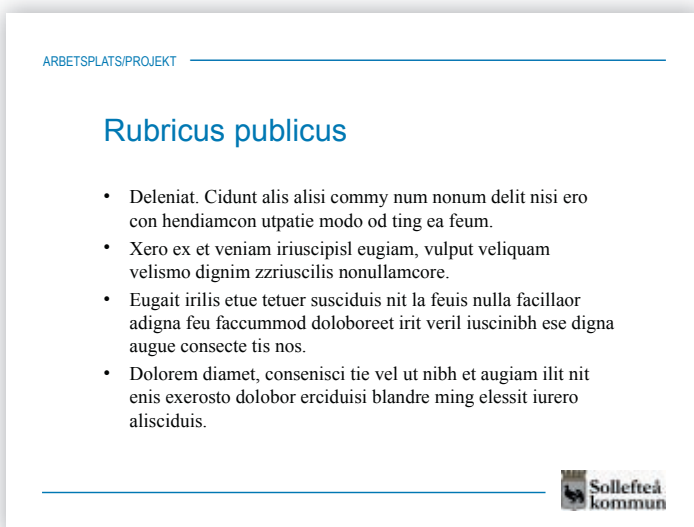 ARBETSPLATS/PROJEKT
Rubricus publicus
• Deleniat. Cidunt alis alisi commy num nonum delit nisi ero
con hendiamcon utpatie modo od ting ea feum.
• Xero ex et veniam iriuscipisl eugiam, vulput veliquam
velismo dignim zzriuscilis nonullamcore.
• Eugait irilis etue tetuer susciduis nit la feuis nulla facillaor
adigna feu faccummod doloboreet irit veril iuscinibh ese digna
augue consecte tis nos.
• Dolorem diamet, consenisci tie vel ut nibh et augiam ilit nit
enis exerosto dolobor erciduisi blandre ming elessit iurero
alisciduis.
Sollefteå
kommun